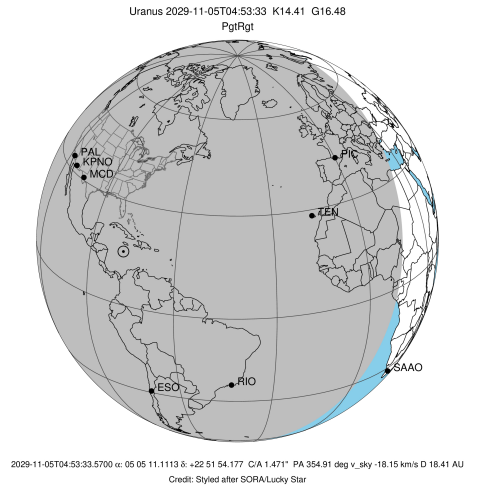 Uranus 2029-11-05T04:53:33 K14.41 G16.48
PgtRgt
PAL
KPNO
MCD
PIC
TEN
SAAO
RIO
ESO
2029-11-05T04:53:33.5700 α: 05 05 11.1113 δ: +22 51 54.177 C/A 1.471" PA 354.91 deg v_sky -18.15 km/s D 18.41 AU
Credit: Styled after SORA/Lucky Star